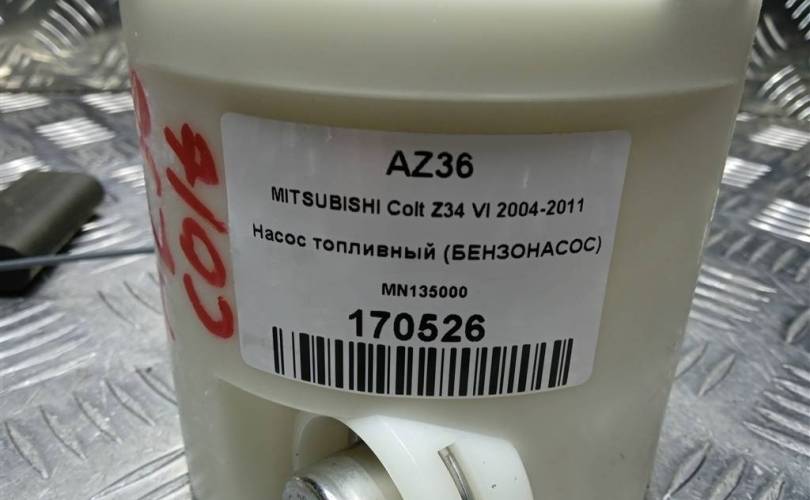 AZ36
MITSUBISHI Colt Z34 VI 2004-2011
Насос топливный (БЕНЗОНАСОС)
MN135000
170526
Colt